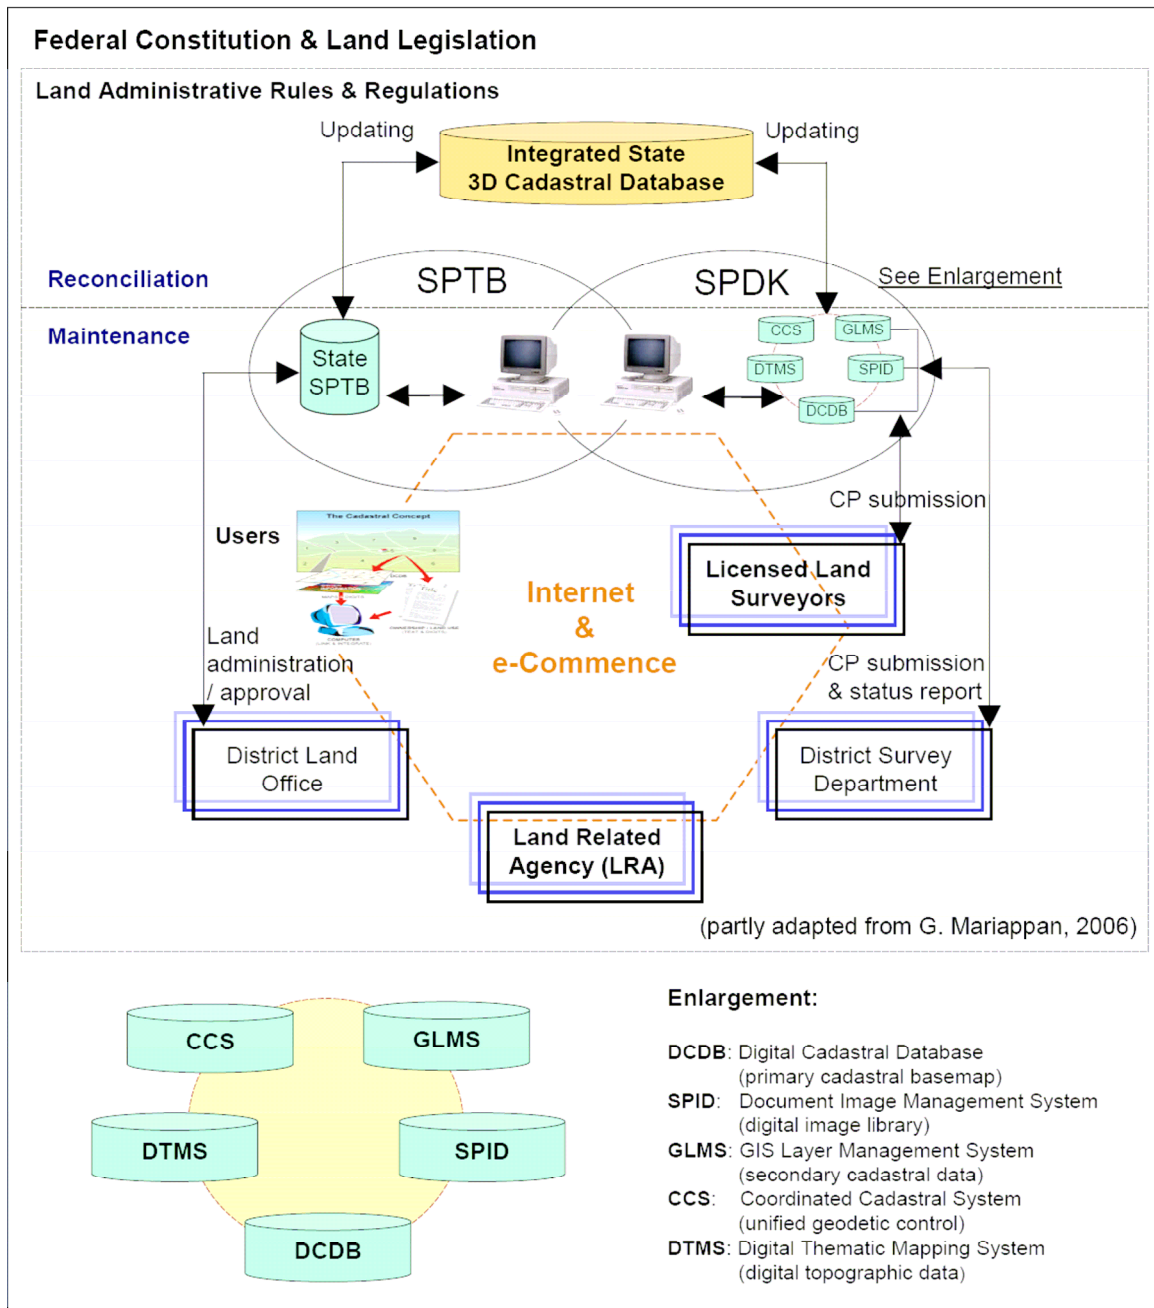 Federal Constitution & Land Legislation
Land Administrative Rules & Regulations
Updating
Updating
Integrated State
3D Cadastral Database
Reconciliation
SPTB
SPDK
See Enlargement
Maintenance
State
SPTB
CCS
GLMS
DTMS
SPID
DCDB
CP submission
Users
The Cadastral Concept
DCDB
COMPUTER
Licensed Land
Surveyors
Internet
&
e-Commence
Land
administration
/ approval
CP submission
& status report
District Land
Office
District Survey
Department
Land Related
Agency (LRA)
(partly adapted from G. Mariappan, 2006)
CCS
GLMS
DTMS
SPID
DCDB
Enlargement:
DCDB: Digital Cadastral Database
(primary cadastral basemap)
SPID: Document Image Management System
(digital image library)
GLMS: GIS Layer Management System
(secondary cadastral data)
CCS: Coordinated Cadastral System
(unified geodetic control)
DTMS: Digital Thematic Mapping System
(digital topographic data)